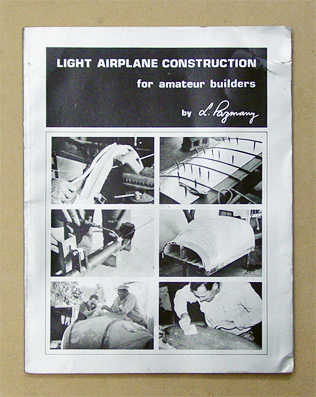 LIGHT AIRPLANE CONSTRUCTION
for amateur builders
by L. Pazmany